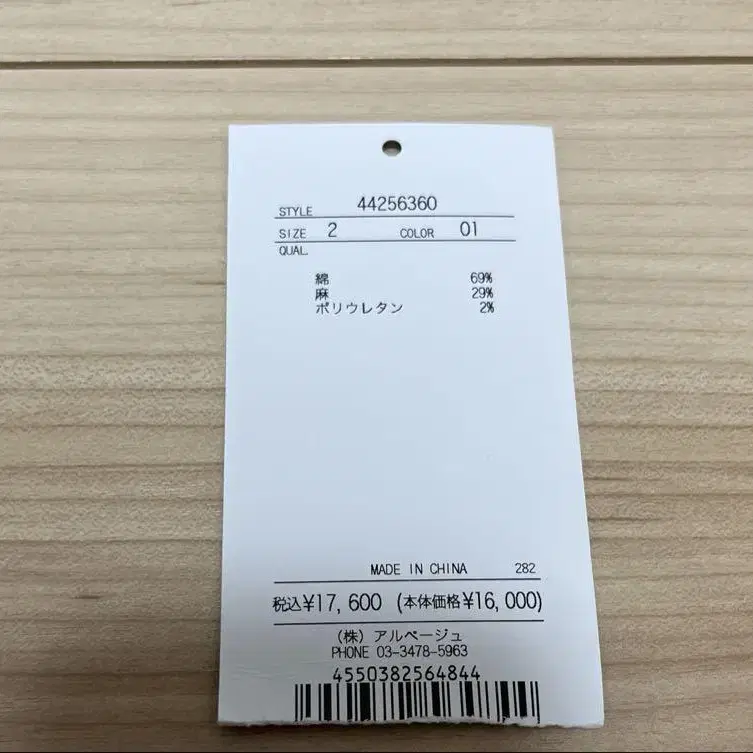 STYLE 44256360
SIZE 2 COLOR 01
QUAL.
綿 69%
麻 29%
ポリウレタン 2%
MADE IN CHINA 282
税込¥17,600 (本体価格¥16,000)
(株) アルページュ
PHONE 03-3478-5963
4550382564844